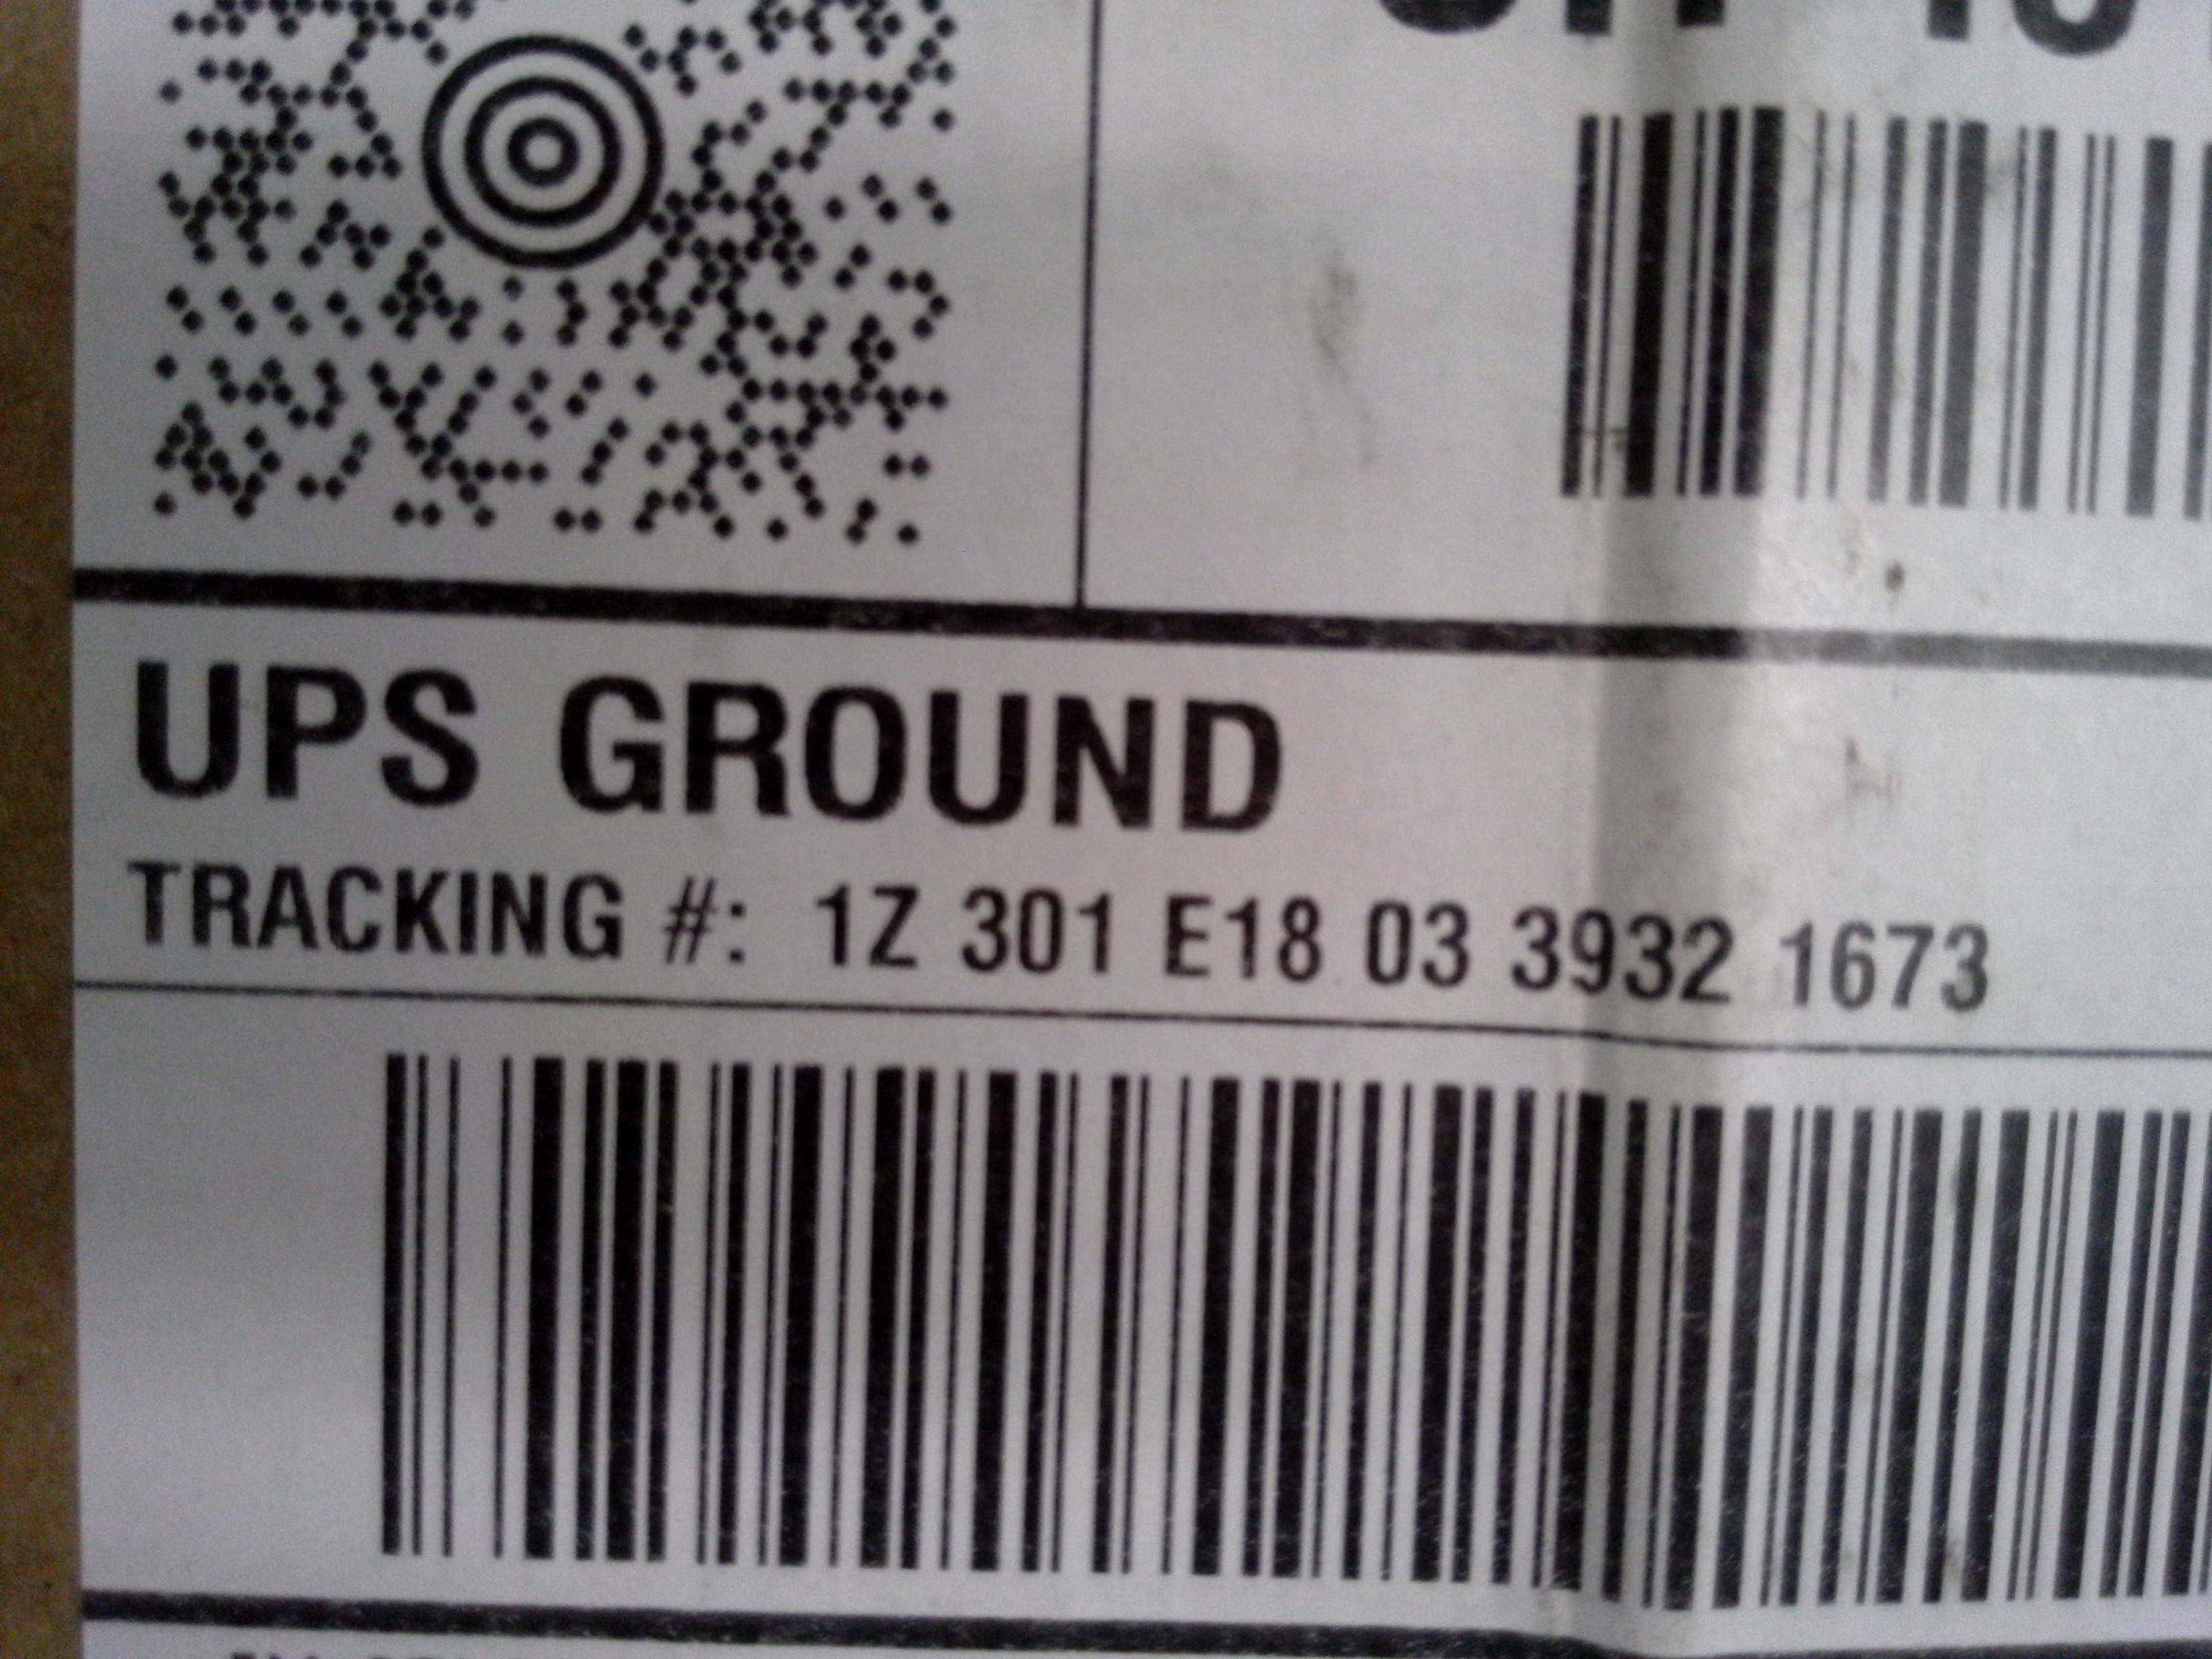 UPS GROUND
TRACKING #: 1Z 301 E18 03 3932 1673